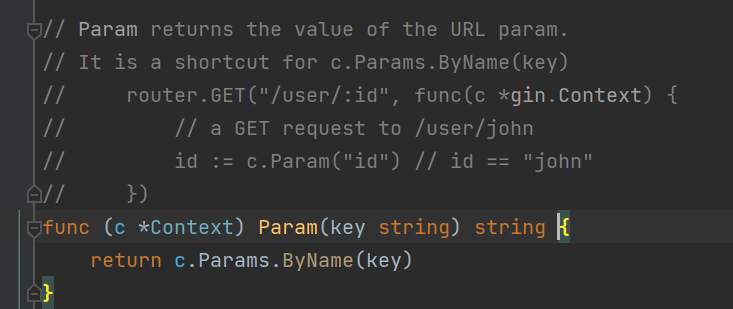 // Param returns the value of the URL param.
// It is a shortcut for c.Params.ByName(key)
//     router.GET("/user/:id", func(c *gin.Context) {
//         // a GET request to /user/john
//         id := c.Param("id") // id == "john"
//     })
func (c *Context) Param(key string) string {
    return c.Params.ByName(key)
}